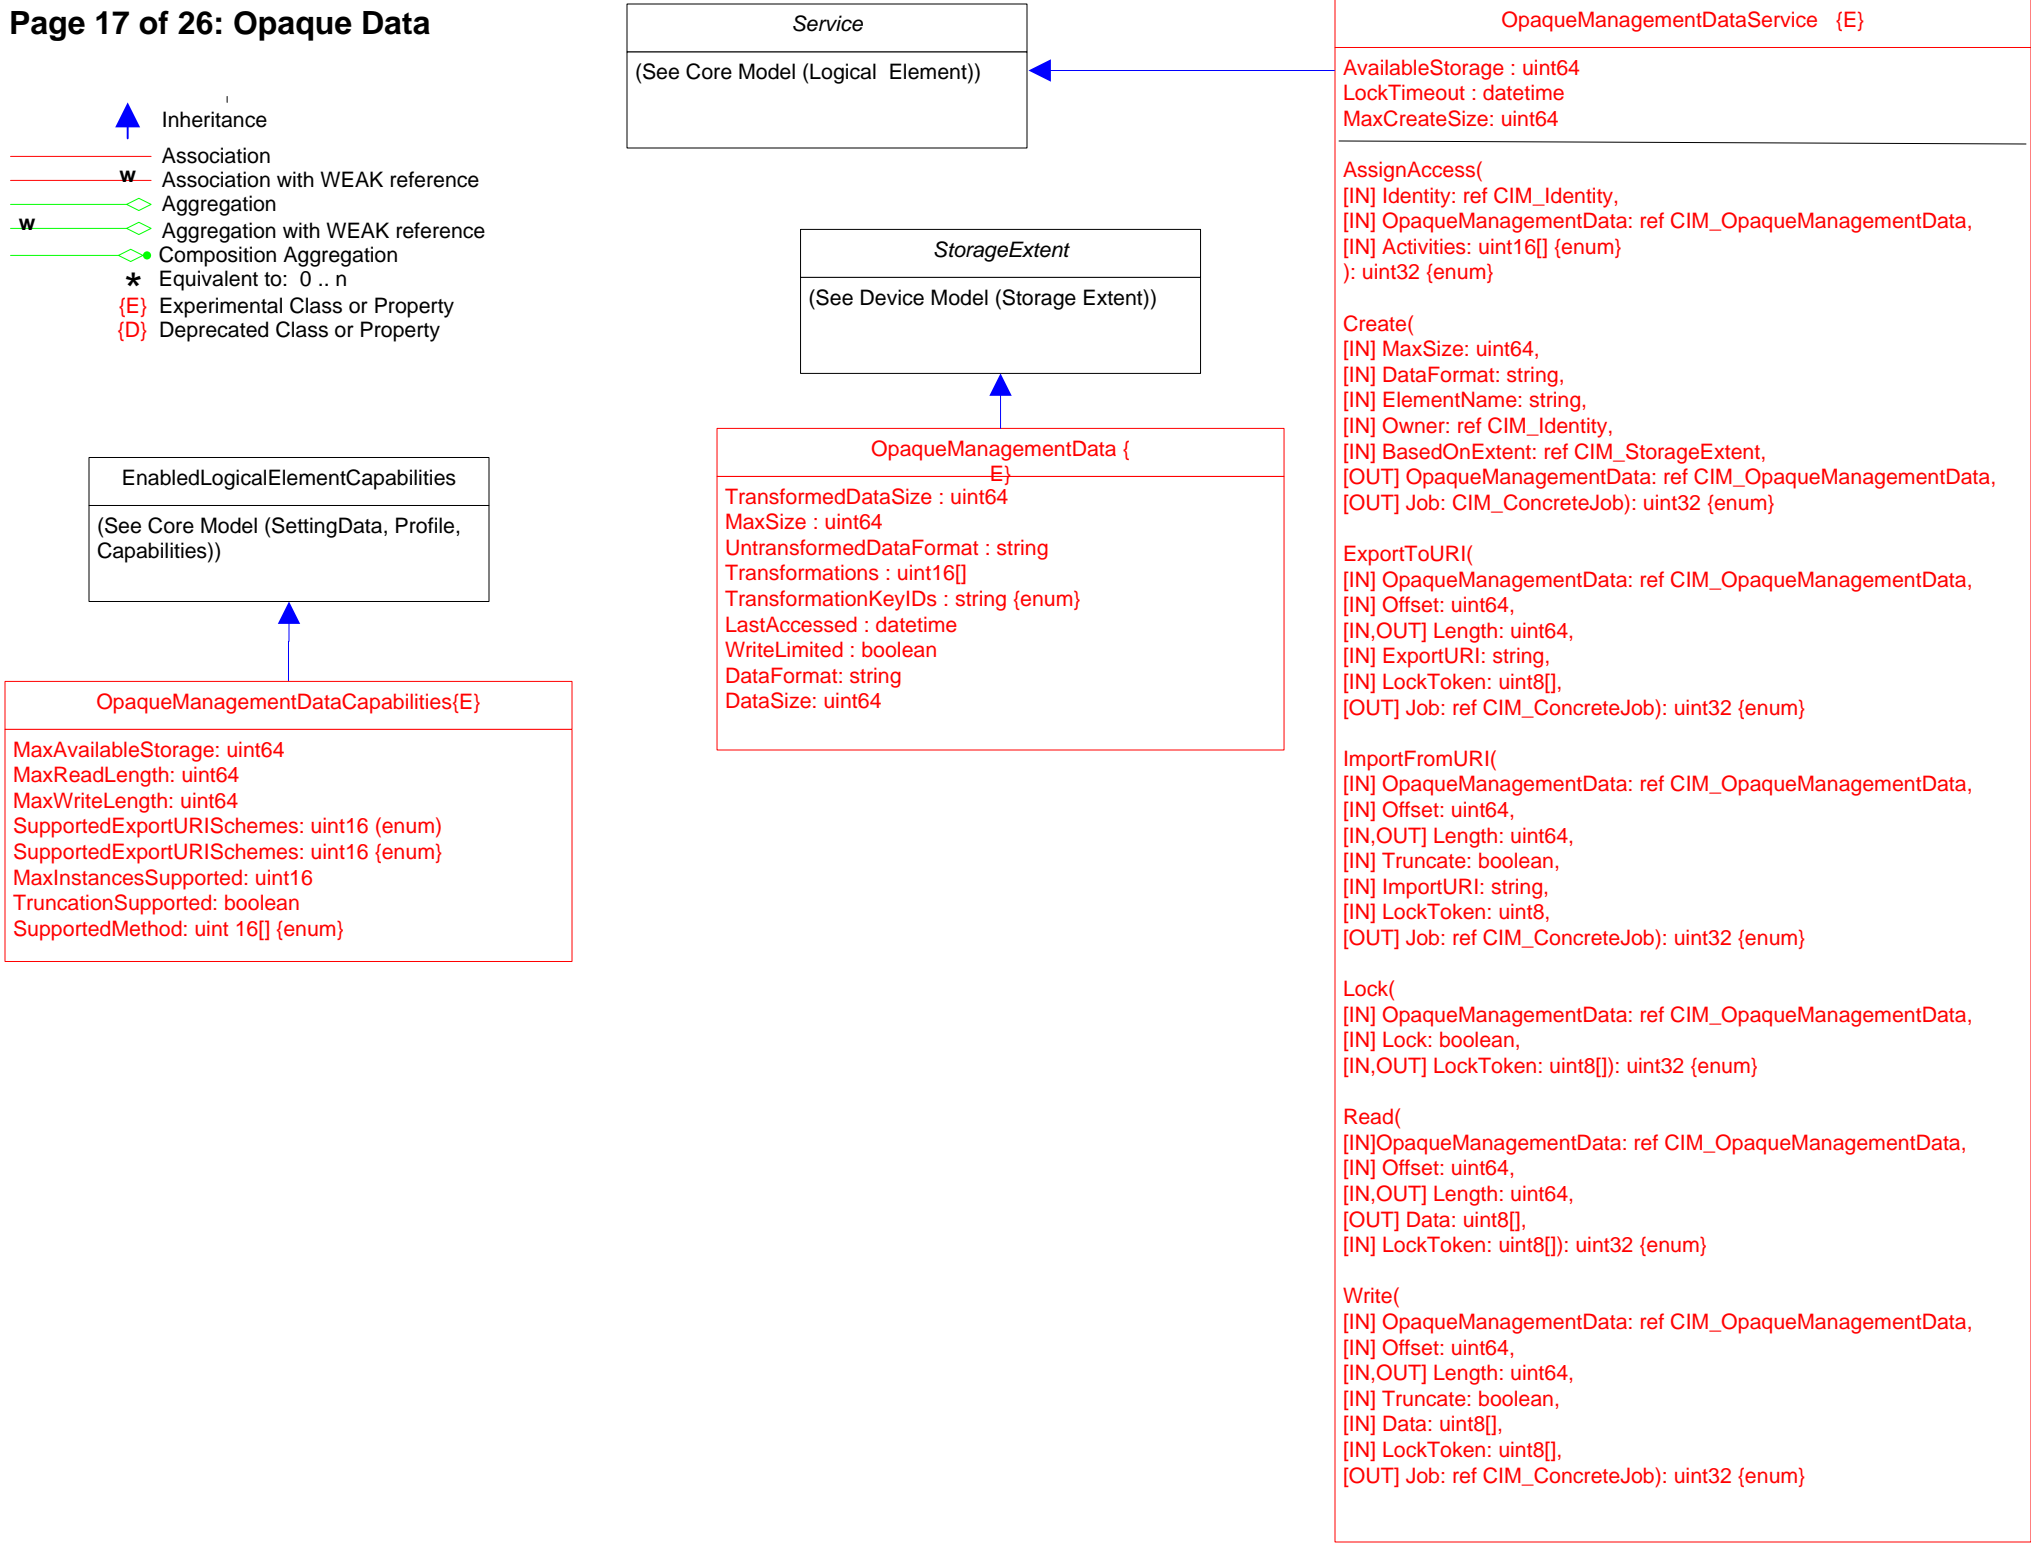 Page 17 of 26: Opaque Data
Inheritance
Association
w
Association with WEAK reference
Aggregation
w
Aggregation with WEAK reference
Composition Aggregation
* Equivalent to: 0 .. n
{E} Experimental Class or Property
{D} Deprecated Class or Property
Service
(See Core Model (Logical Element))
StorageExtent
(See Device Model (Storage Extent))
EnabledLogicalElementCapabilities
(See Core Model (SettingData, Profile,
Capabilities))
OpaqueManagementDataCapabilities{E}
MaxAvailableStorage: uint64
MaxReadLength: uint64
MaxWriteLength: uint64
SupportedExportURISchemes: uint16 (enum)
SupportedExportURISchemes: uint16 {enum}
MaxInstancesSupported: uint16
TruncationSupported: boolean
SupportedMethod: uint 16[] {enum}
OpaqueManagementData {
E}
TransformedDataSize : uint64
MaxSize : uint64
UntransformedDataFormat : string
Transformations : uint16[]
TransformationKeyIDs : string {enum}
LastAccessed : datetime
WriteLimited : boolean
DataFormat: string
DataSize: uint64
OpaqueManagementDataService {E}
AvailableStorage : uint64
LockTimeout : datetime
MaxCreateSize: uint64
AssignAccess(
[IN] Identity: ref CIM_Identity,
[IN] OpaqueManagementData: ref CIM_OpaqueManagementData,
[IN] Activities: uint16[] {enum}
): uint32 {enum}
Create(
[IN] MaxSize: uint64,
[IN] DataFormat: string,
[IN] ElementName: string,
[IN] Owner: ref CIM_Identity,
[IN] BasedOnExtent: ref CIM_StorageExtent,
[OUT] OpaqueManagementData: ref CIM_OpaqueManagementData,
[OUT] Job: CIM_ConcreteJob): uint32 {enum}
ExportToURI(
[IN] OpaqueManagementData: ref CIM_OpaqueManagementData,
[IN] Offset: uint64,
[IN,OUT] Length: uint64,
[IN] ExportURI: string,
[IN] LockToken: uint8[],
[OUT] Job: ref CIM_ConcreteJob): uint32 {enum}
ImportFromURI(
[IN] OpaqueManagementData: ref CIM_OpaqueManagementData,
[IN] Offset: uint64,
[IN,OUT] Length: uint64,
[IN] Truncate: boolean,
[IN] ImportURI: string,
[IN] LockToken: uint8,
[OUT] Job: ref CIM_ConcreteJob): uint32 {enum}
Lock(
[IN] OpaqueManagementData: ref CIM_OpaqueManagementData,
[IN] Lock: boolean,
[IN,OUT] LockToken: uint8[]): uint32 {enum}
Read(
[IN]OpaqueManagementData: ref CIM_OpaqueManagementData,
[IN] Offset: uint64,
[IN,OUT] Length: uint64,
[OUT] Data: uint8[],
[IN] LockToken: uint8[]): uint32 {enum}
Write(
[IN] OpaqueManagementData: ref CIM_OpaqueManagementData,
[IN] Offset: uint64,
[IN,OUT] Length: uint64,
[IN] Truncate: boolean,
[IN] Data: uint8[],
[IN] LockToken: uint8[],
[OUT] Job: ref CIM_ConcreteJob): uint32 {enum}